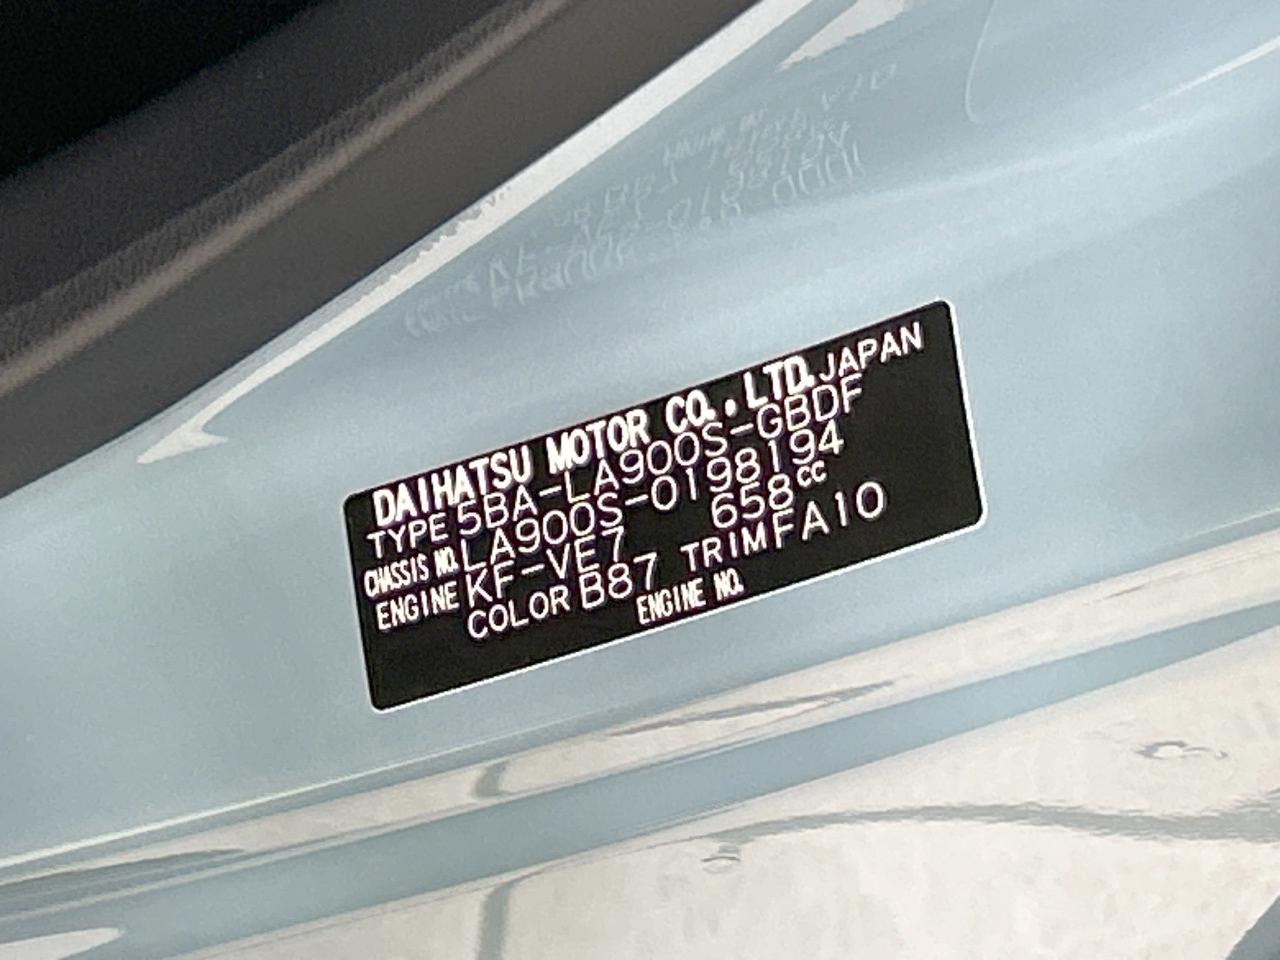 DAIHATSU MOTOR CO., LTD. JAPAN
TYPE 5BA-LA900S-GBDF
CHASSIS NO. LA900S-0198194
ENGINE KF-VE7 658cc
COLOR B87 TRIM FA10
ENGINE NO.